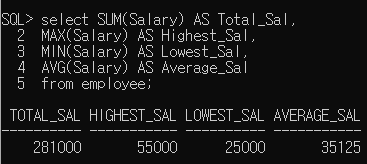 SQL> select SUM(Salary) AS Total_Sal,
  2  MAX(Salary) AS Highest_Sal,
  3  MIN(Salary) AS Lowest_Sal,
  4  AVG(Salary) AS Average_Sal
  5  from employee;
 TOTAL_SAL HIGHEST_SAL LOWEST_SAL AVERAGE_SAL
---------- ----------- ---------- -----------
    281000       55000      25000       35125